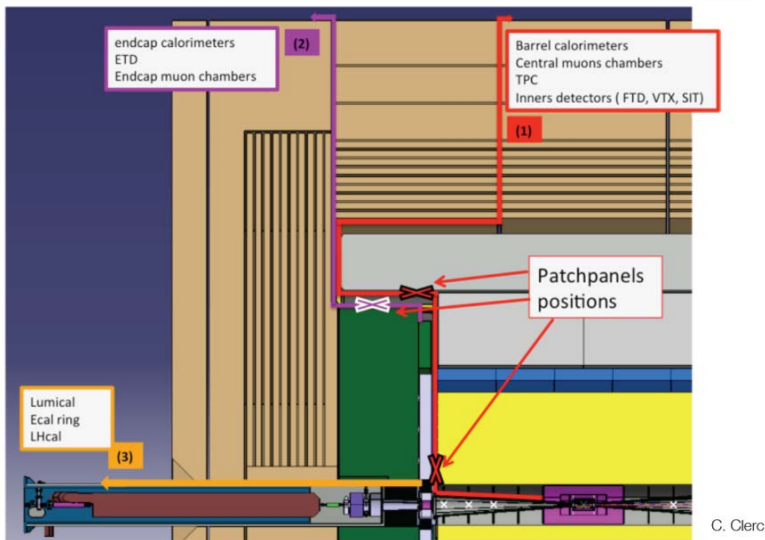 endcap calorimeters
ETD
Endcap muon chambers
(2)
Barrel calorimeters
Central muons chambers
TPC
Inners detectors ( FTD, VTX, SIT)
(1)
Patchpanels
positions
Lumical
Ecal ring
LHcal
(3)
C. Clerc